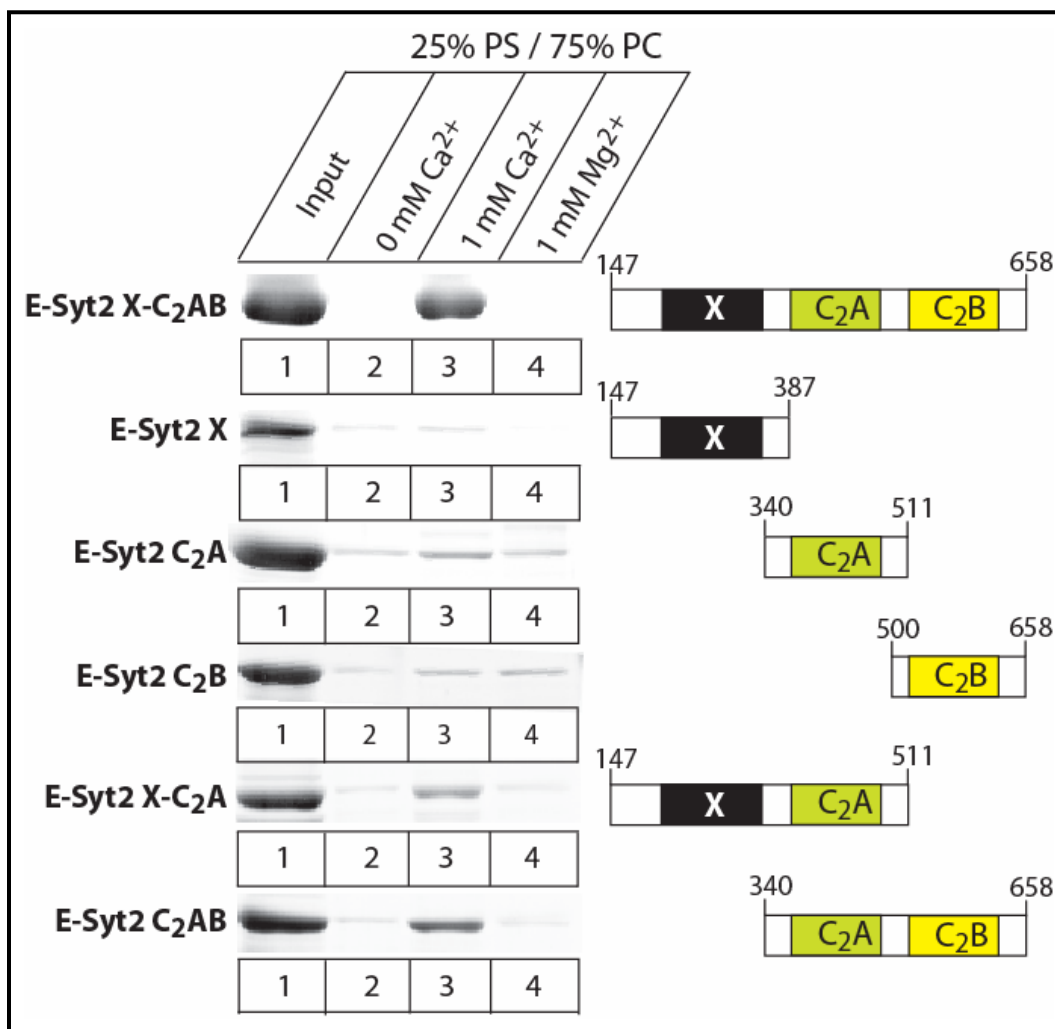 25% PS / 75% PC
Input
0 mM Ca²⁺
1 mM Ca²⁺
1 mM Mg²⁺
E-Syt2 X-C₂AB
147 658
X C₂A C₂B
1 2 3 4
E-Syt2 X
147 387
X
1 2 3 4
E-Syt2 C₂A
340 511
C₂A
1 2 3 4
E-Syt2 C₂B
500 658
C₂B
1 2 3 4
E-Syt2 X-C₂A
147 511
X C₂A
1 2 3 4
E-Syt2 C₂AB
340 658
C₂A C₂B
1 2 3 4